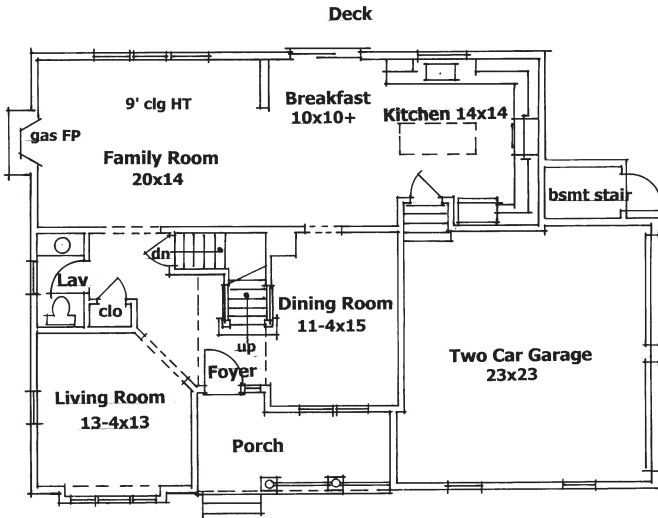 Deck
9' clg HT
Breakfast
10x10+
Kitchen 14x14
gas FP
Family Room
20x14
bsmt stair
dn
Lav
clo
Dining Room
11-4x15
up
Two Car Garage
23x23
Foyer
Living Room
13-4x13
Porch